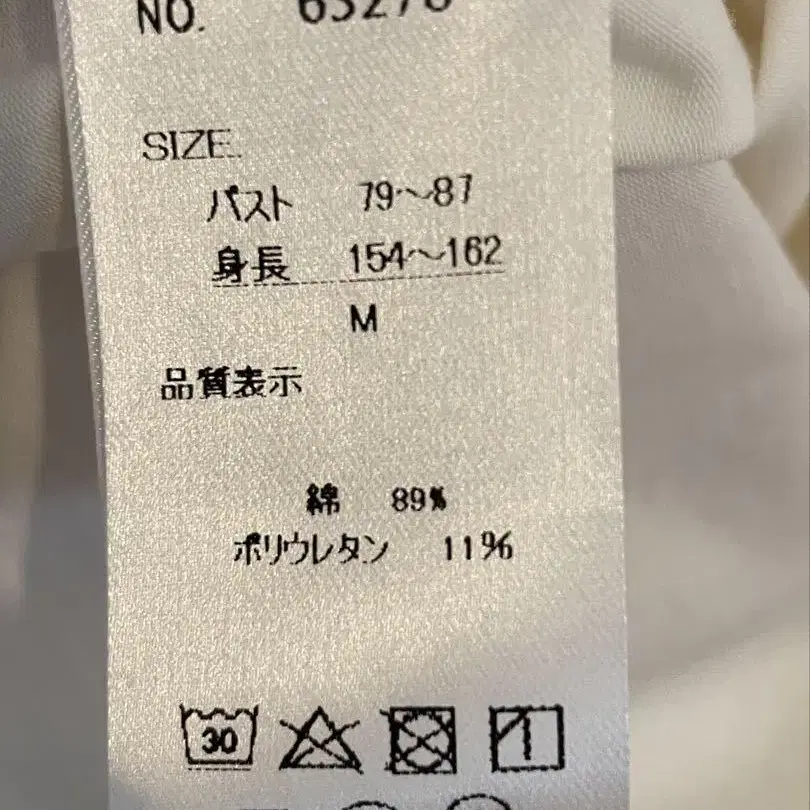 NO. 63278
SIZE.
バスト 79～87
身長 154～162
M
品質表示
綿 89%
ポリウレタン 11%
30